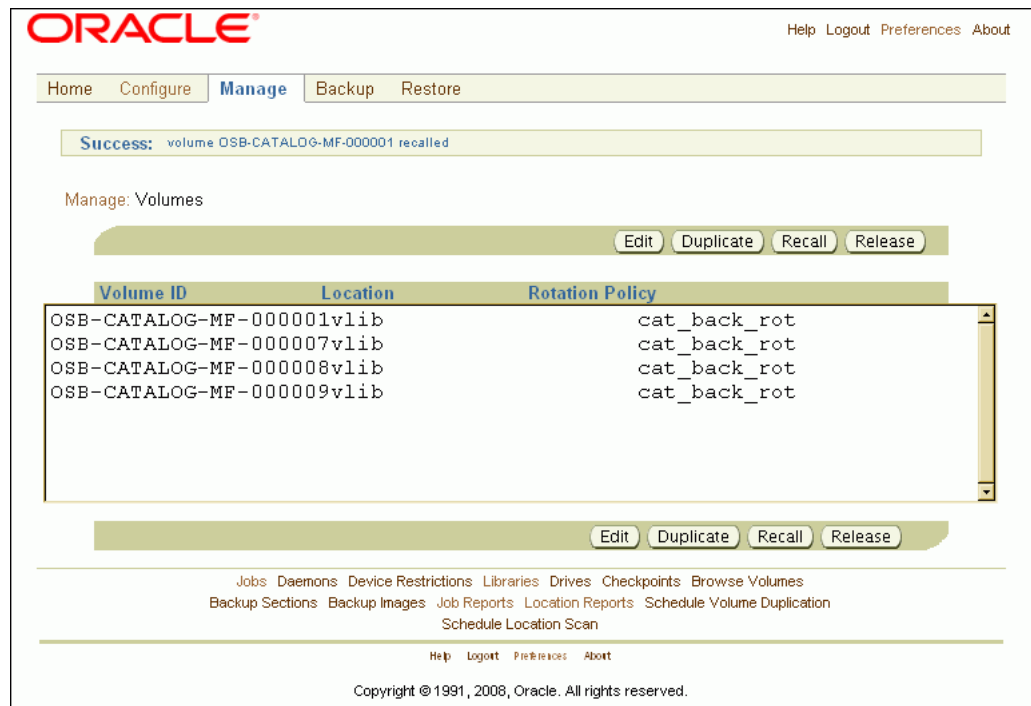 ORACLE®
Help Logout Preferences About
Home Configure Manage Backup Restore
Success: volume OSB-CATALOG-MF-000001 recalled
Manage: Volumes
Edit Duplicate Recall Release
Volume ID Location Rotation Policy
OSB-CATALOG-MF-000001vlib cat_back_rot
OSB-CATALOG-MF-000007vlib cat_back_rot
OSB-CATALOG-MF-000008vlib cat_back_rot
OSB-CATALOG-MF-000009vlib cat_back_rot
Edit Duplicate Recall Release
Jobs Daemons Device Restrictions Libraries Drives Checkpoints Browse Volumes
Backup Sections Backup Images Job Reports Location Reports Schedule Volume Duplication
Schedule Location Scan
Help Logout Preferences About
Copyright © 1991, 2008, Oracle. All rights reserved.